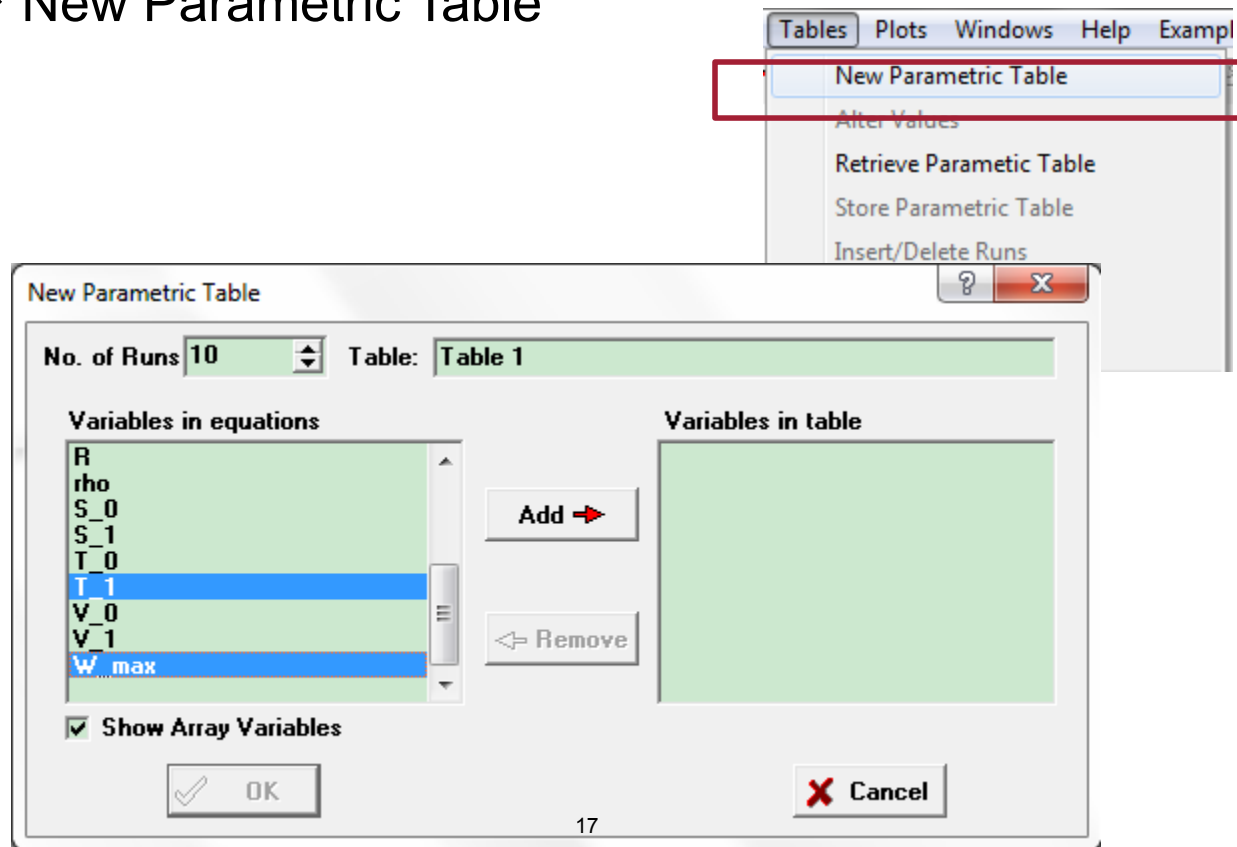 New Parametric Table
Tables Plots Windows Help Exampl
New Parametric Table
Alter Values
Retrieve Parametic Table
Store Parametric Table
Insert/Delete Runs
New Parametric Table
No. of Runs 10 Table: Table 1
Variables in equations Variables in table
R
rho
S_0
S_1
T_0
T_1
V_0
V_1
W_max
Add
Remove
Show Array Variables
OK Cancel
17